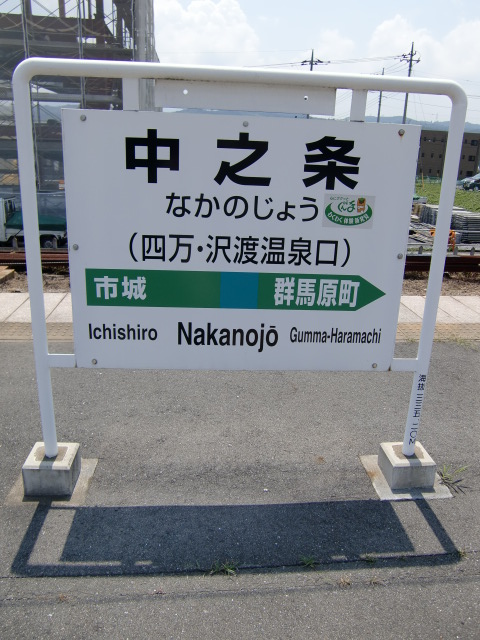 中之条
なかのじょう
(四万・沢渡温泉口)
市城 群馬原町
Ichishiro Nakanojō Gumma-Haramachi